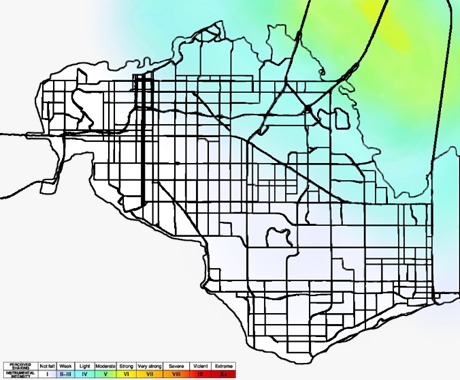 PERCEIVED SHAKING Not felt Weak Light Moderate Strong Very strong Severe Violent Extreme
INSTRUMENTAL INTENSITY I II-III IV V VI VII VIII IX X+